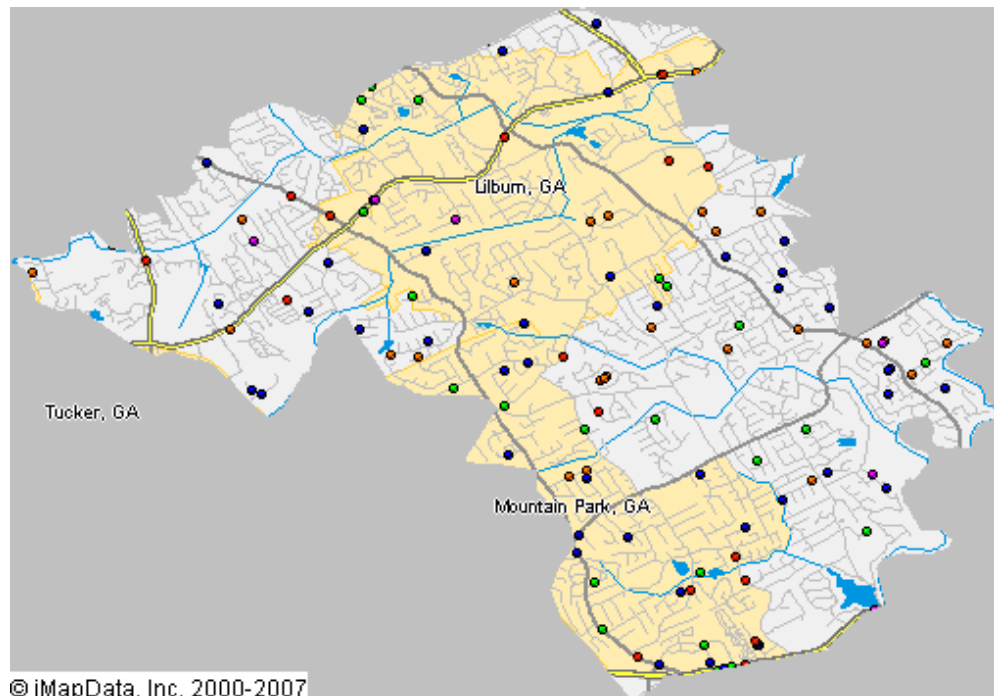 Lilburn, GA
Tucker, GA
Mountain Park, GA
© iMapData, Inc. 2000-2007